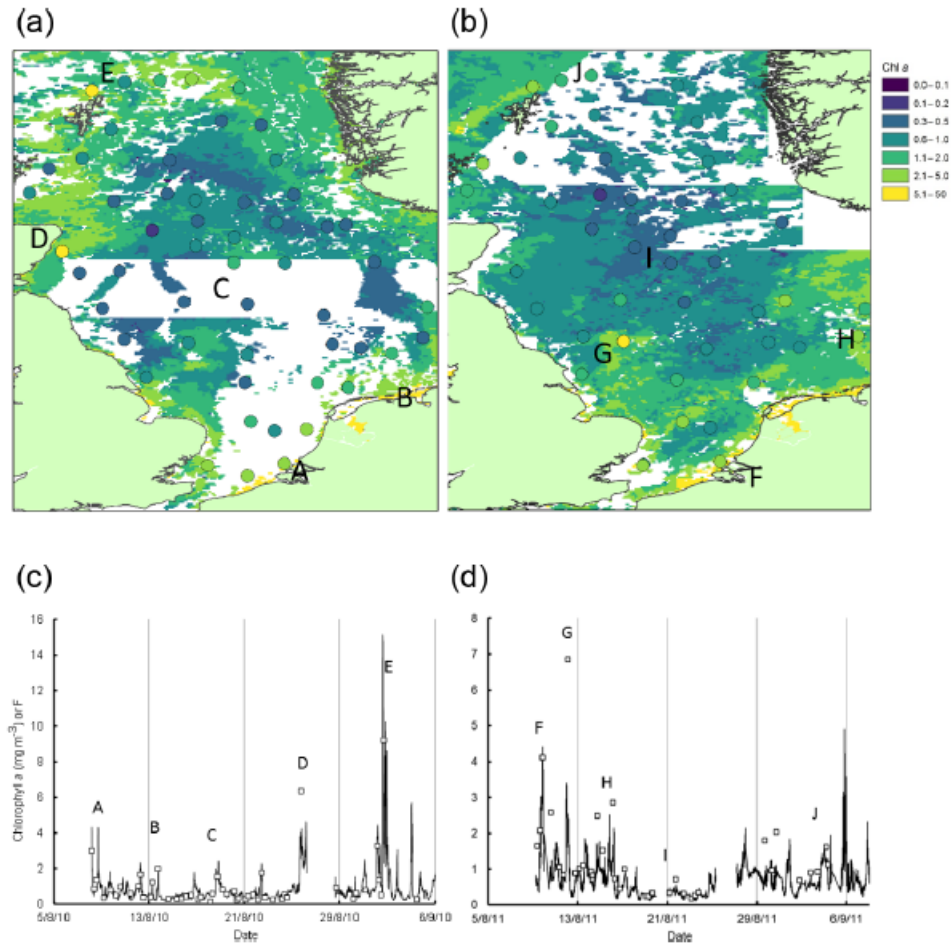 (a)
(b)
E
D
C
B
A
J
I
G
H
F
Chl a
0.0–0.1
0.1–0.2
0.3–0.5
0.6–1.0
1.1–2.0
2.1–5.0
5.1–50
(c)
(d)
Chlorophyll a (mg m⁻³) or F
16
14
12
10
8
6
4
2
0
A
B
C
D
E
5/8/10
13/8/10
21/8/10
29/8/10
6/9/10
Date
8
7
6
5
4
3
2
1
0
F
G
H
I
J
5/8/11
13/8/11
21/8/11
29/8/11
6/9/11
Date